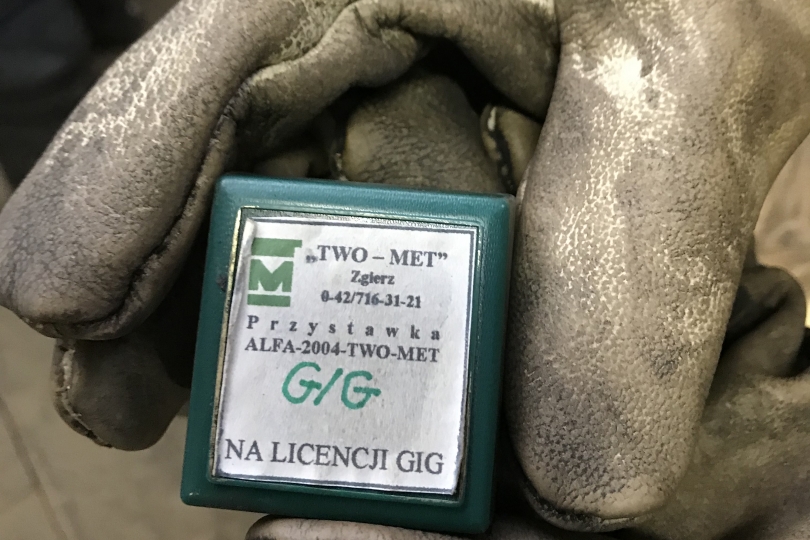 M
„TWO – MET”
Zgierz
0-42/716-31-21
Przystawka
ALFA-2004-TWO-MET
G/G
NA LICENCJI GIG